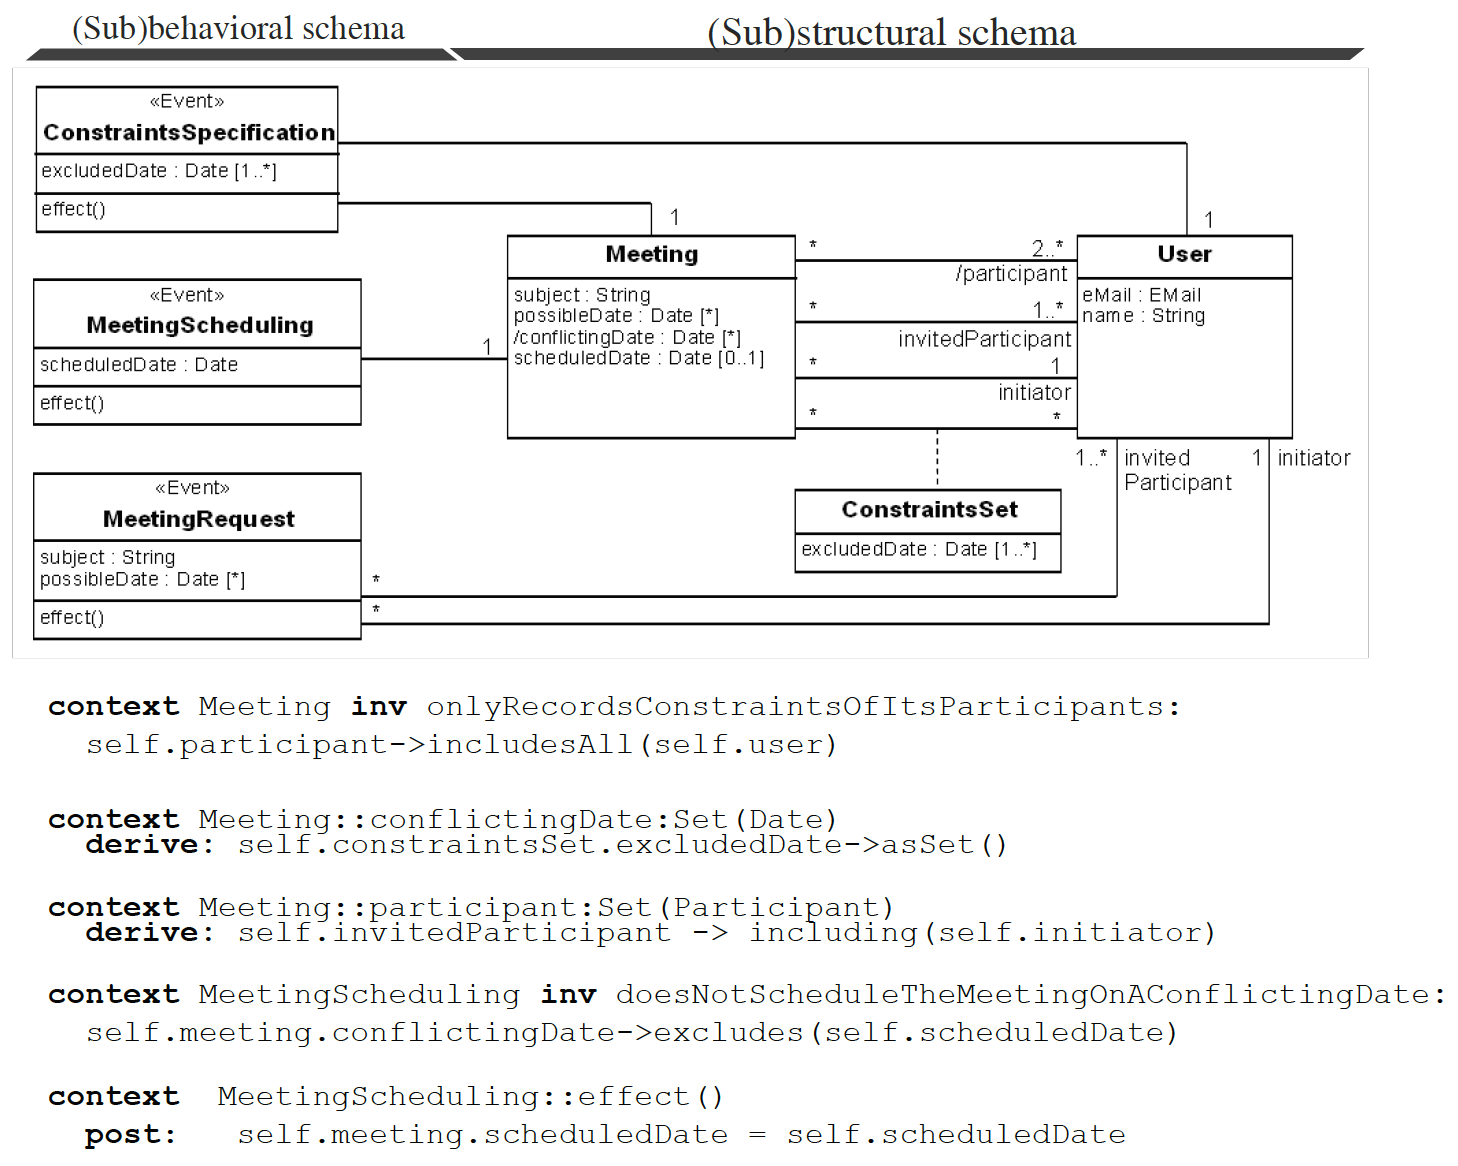 (Sub)behavioral schema
(Sub)structural schema
«Event»
ConstraintsSpecification
excludedDate : Date [1..*]
effect()
1
1
«Event»
MeetingScheduling
scheduledDate : Date
effect()
1
Meeting
subject : String
possibleDate : Date [*]
/conflictingDate : Date [*]
scheduledDate : Date [0..1]
* 2..*
/participant
* 1..*
invitedParticipant
* 1
initiator
* *
User
eMail : EMail
name : String
1..* invited
Participant
1 initiator
ConstraintsSet
excludedDate : Date [1..*]
«Event»
MeetingRequest
subject : String
possibleDate : Date [*]
effect()
*
*
context Meeting inv onlyRecordsConstraintsOfItsParticipants:
self.participant->includesAll(self.user)
context Meeting::conflictingDate:Set(Date)
derive: self.constraintsSet.excludedDate->asSet()
context Meeting::participant:Set(Participant)
derive: self.invitedParticipant -> including(self.initiator)
context MeetingScheduling inv doesNotScheduleTheMeetingOnAConflictingDate:
self.meeting.conflictingDate->excludes(self.scheduledDate)
context MeetingScheduling::effect()
post: self.meeting.scheduledDate = self.scheduledDate